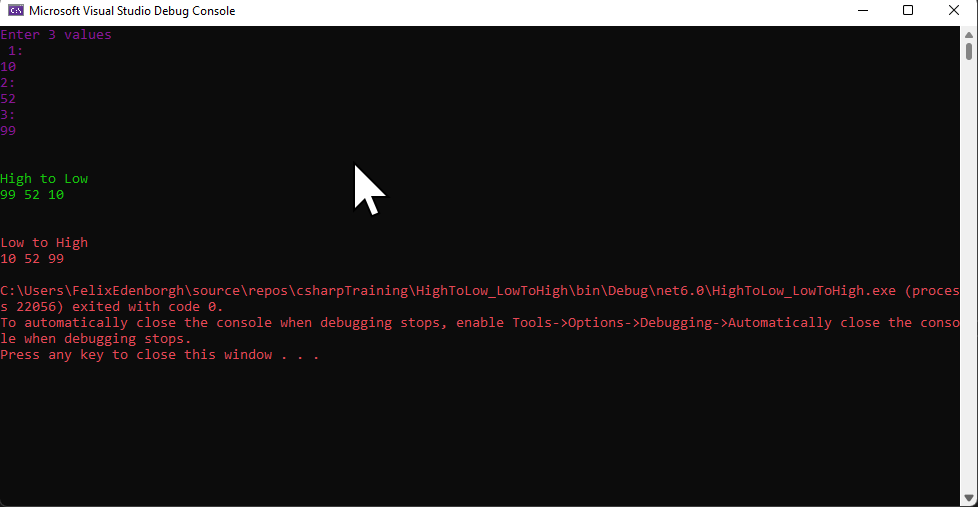 Microsoft Visual Studio Debug Console
Enter 3 values
 1:
10
2:
52
3:
99
High to Low
99 52 10
Low to High
10 52 99
C:\Users\FelixEdenborgh\source\repos\csharpTraining\HighToLow_LowToHigh\bin\Debug\net6.0\HighToLow_LowToHigh.exe (proces
s 22056) exited with code 0.
To automatically close the console when debugging stops, enable Tools->Options->Debugging->Automatically close the conso
le when debugging stops.
Press any key to close this window . . .